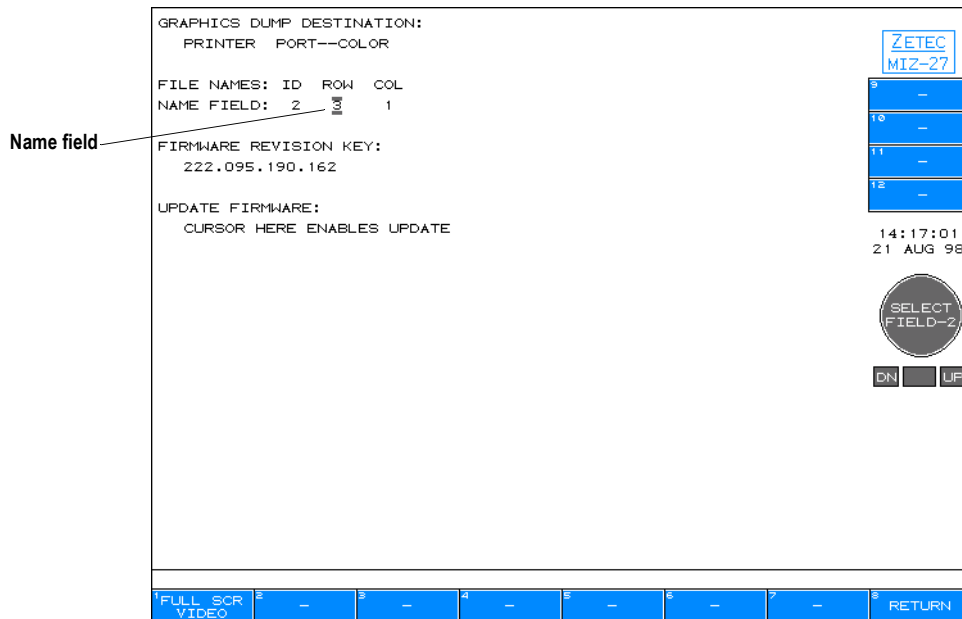 GRAPHICS DUMP DESTINATION:
PRINTER PORT--COLOR
FILE NAMES: ID ROW COL
NAME FIELD: 2 3 1
Name field
FIRMWARE REVISION KEY:
222.095.190.162
UPDATE FIRMWARE:
CURSOR HERE ENABLES UPDATE
ZETEC
MIZ-27
9 –
10 –
11 –
12 –
14:17:01
21 AUG 98
SELECT
FIELD-2
DN UP
1 FULL SCR VIDEO
2 –
3 –
4 –
5 –
6 –
7 –
8 RETURN